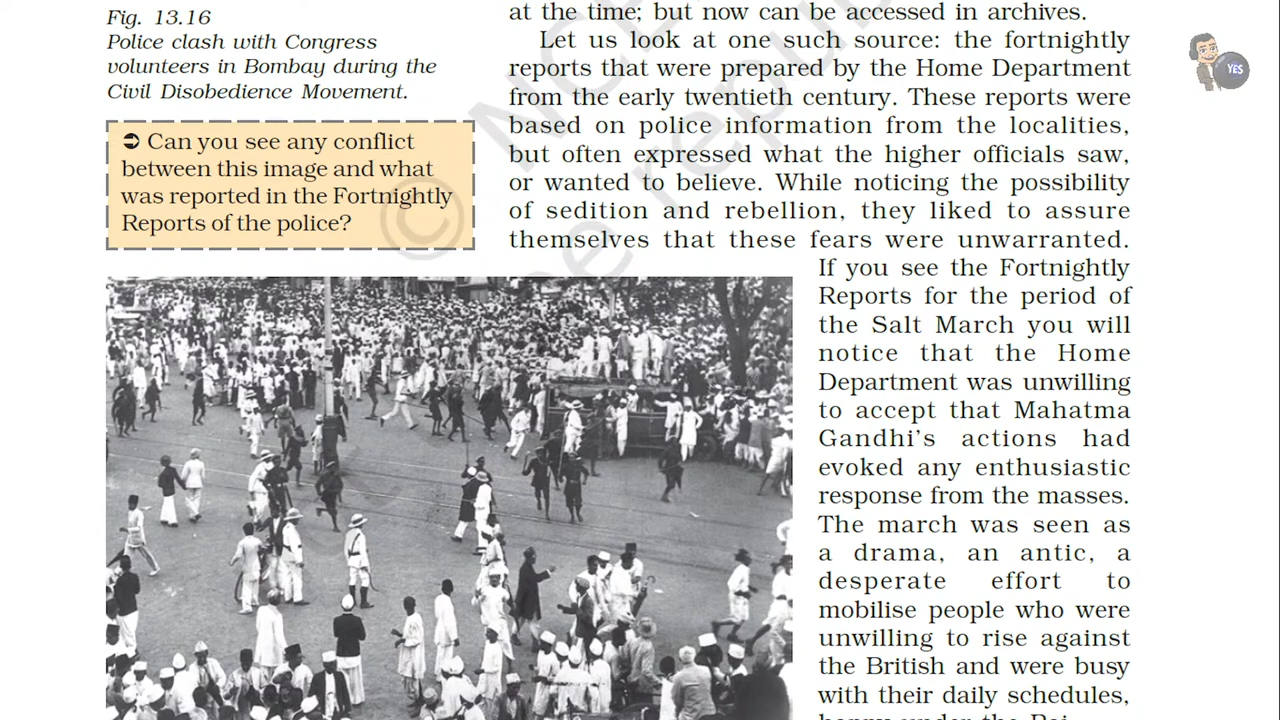 Fig. 13.16
Police clash with Congress
volunteers in Bombay during the
Civil Disobedience Movement.
➲ Can you see any conflict
between this image and what
was reported in the Fortnightly
Reports of the police?
at the time; but now can be accessed in archives.
Let us look at one such source: the fortnightly
reports that were prepared by the Home Department
from the early twentieth century. These reports were
based on police information from the localities,
but often expressed what the higher officials saw,
or wanted to believe. While noticing the possibility
of sedition and rebellion, they liked to assure
themselves that these fears were unwarranted.
If you see the Fortnightly
Reports for the period of
the Salt March you will
notice that the Home
Department was unwilling
to accept that Mahatma
Gandhi's actions had
evoked any enthusiastic
response from the masses.
The march was seen as
a drama, an antic, a
desperate effort to
mobilise people who were
unwilling to rise against
the British and were busy
with their daily schedules,
happy under the Raj.
YES